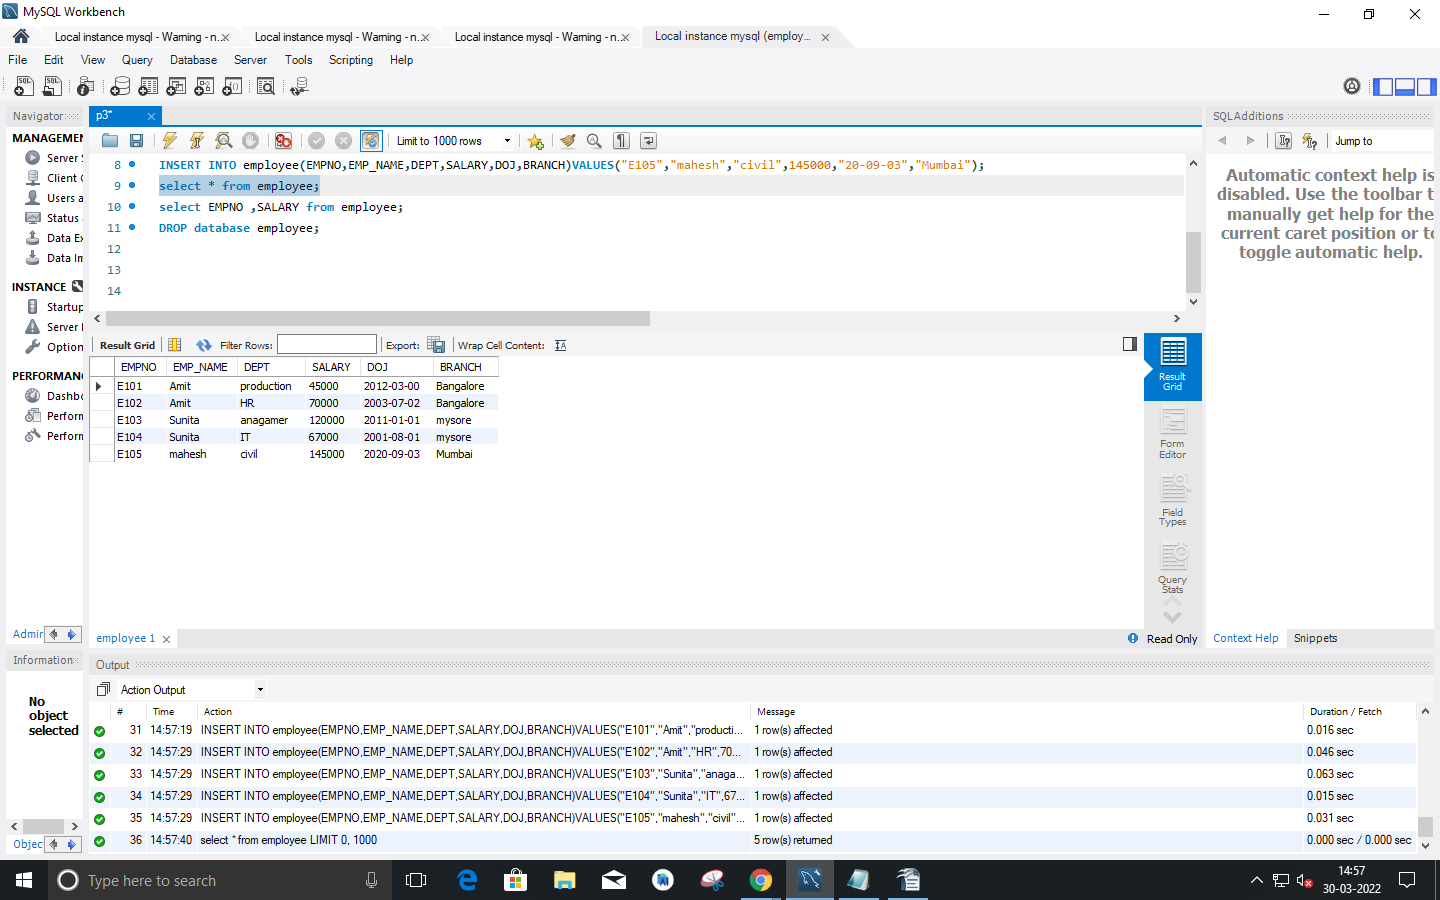 MySQL Workbench
Local instance mysql - Warning - n... Local instance mysql - Warning - n... Local instance mysql - Warning - n... Local instance mysql (employ...
File Edit View Query Database Server Tools Scripting Help
Navigator
MANAGEMEN
Server S
Client C
Users a
Status
Data Ex
Data Im
INSTANCE
Startup
Server L
Option
PERFORMANC
Dashbo
Perforn
Perforn
Admir
Information
No
object
selected
Objec
p3*
Limit to 1000 rows
8 INSERT INTO employee(EMPNO,EMP_NAME,DEPT,SALARY,DOJ,BRANCH)VALUES("E105","mahesh","civil",145000,"20-09-03","Mumbai");
9 select * from employee;
10 select EMPNO ,SALARY from employee;
11 DROP database employee;
12
13
14
Result Grid Filter Rows: Export: Wrap Cell Content:
EMPNO EMP_NAME DEPT SALARY DOJ BRANCH
E101 Amit production 45000 2012-03-00 Bangalore
E102 Amit HR 70000 2003-07-02 Bangalore
E103 Sunita anagamer 120000 2011-01-01 mysore
E104 Sunita IT 67000 2001-08-01 mysore
E105 mahesh civil 145000 2020-09-03 Mumbai
Result
Grid
Form
Editor
Field
Types
Query
Stats
employee 1
Read Only
SQLAdditions
Jump to
Automatic context help is
disabled. Use the toolbar t
manually get help for the
current caret position or to
toggle automatic help.
Context Help Snippets
Output
Action Output
# Time Action Message Duration / Fetch
31 14:57:19 INSERT INTO employee(EMPNO,EMP_NAME,DEPT,SALARY,DOJ,BRANCH)VALUES("E101","Amit","producti... 1 row(s) affected 0.016 sec
32 14:57:29 INSERT INTO employee(EMPNO,EMP_NAME,DEPT,SALARY,DOJ,BRANCH)VALUES("E102","Amit","HR",70... 1 row(s) affected 0.046 sec
33 14:57:29 INSERT INTO employee(EMPNO,EMP_NAME,DEPT,SALARY,DOJ,BRANCH)VALUES("E103","Sunita","anaga... 1 row(s) affected 0.063 sec
34 14:57:29 INSERT INTO employee(EMPNO,EMP_NAME,DEPT,SALARY,DOJ,BRANCH)VALUES("E104","Sunita","IT",67... 1 row(s) affected 0.015 sec
35 14:57:29 INSERT INTO employee(EMPNO,EMP_NAME,DEPT,SALARY,DOJ,BRANCH)VALUES("E105","mahesh","civil"... 1 row(s) affected 0.031 sec
36 14:57:40 select * from employee LIMIT 0, 1000 5 row(s) returned 0.000 sec / 0.000 sec
Type here to search
14:57
30-03-2022